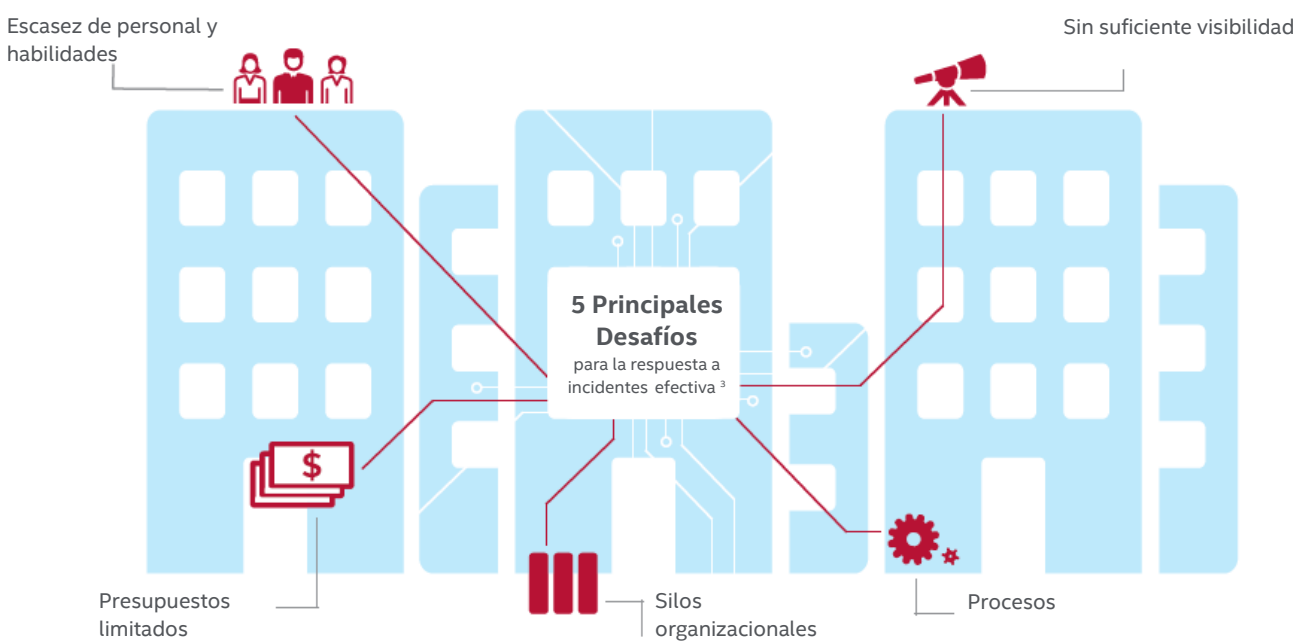 Escasez de personal y
habilidades
Sin suficiente visibilidad
5 Principales
Desafíos
para la respuesta a
incidentes efectiva ³
$
Presupuestos
limitados
Silos
organizacionales
Procesos